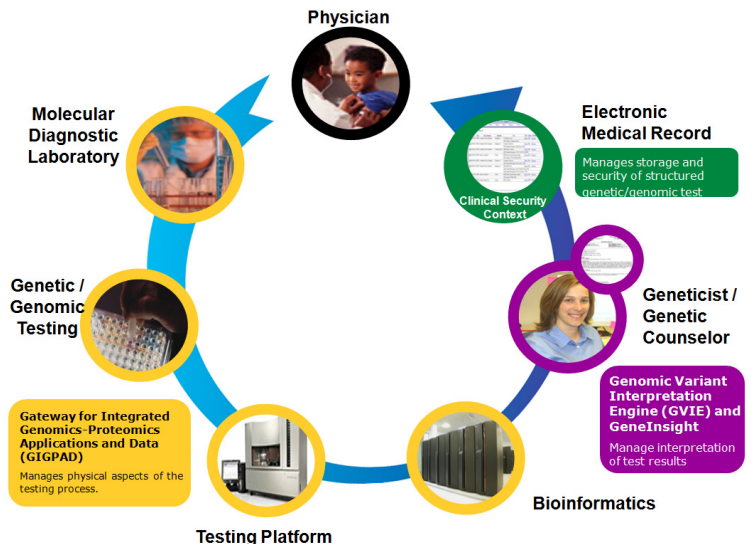 Physician
Molecular
Diagnostic
Laboratory
Genetic /
Genomic
Testing
Gateway for Integrated
Genomics-Proteomics
Applications and Data
(GIGPAD)
Manages physical aspects of the
testing process.
Testing Platform
Bioinformatics
Geneticist /
Genetic
Counselor
Genomic Variant
Interpretation
Engine (GVIE) and
GeneInsight
Manage interpretation
of test results
Clinical Security
Context
Electronic
Medical Record
Manages storage and
security of structured
genetic/genomic test